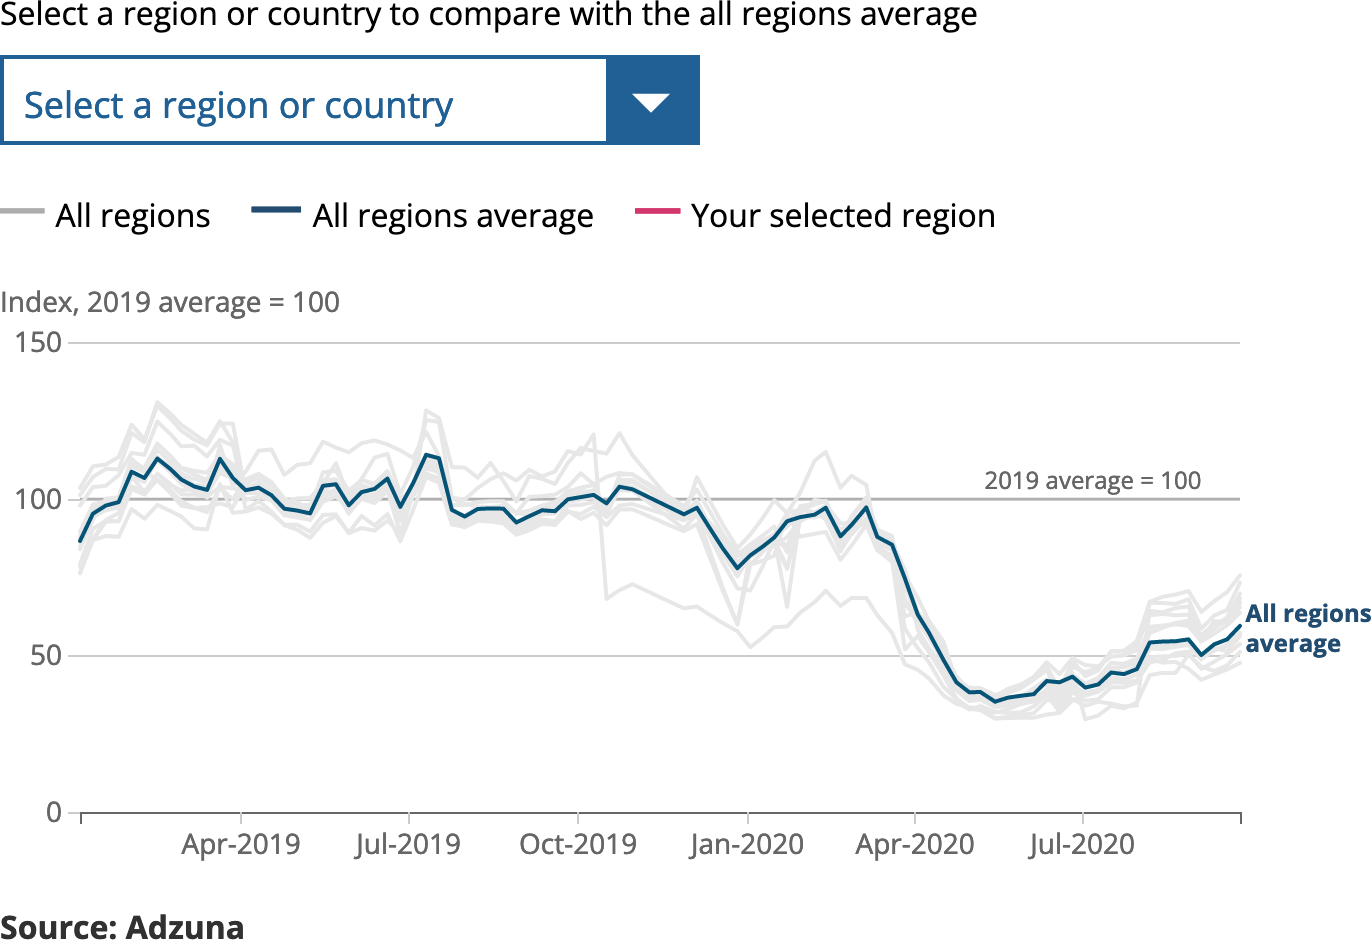 Select a region or country to compare with the all regions average
Select a region or country
All regions All regions average Your selected region
Index, 2019 average = 100
150
2019 average = 100
100
All regions
average
50
0
Apr-2019 Jul-2019 Oct-2019 Jan-2020 Apr-2020 Jul-2020
Source: Adzuna